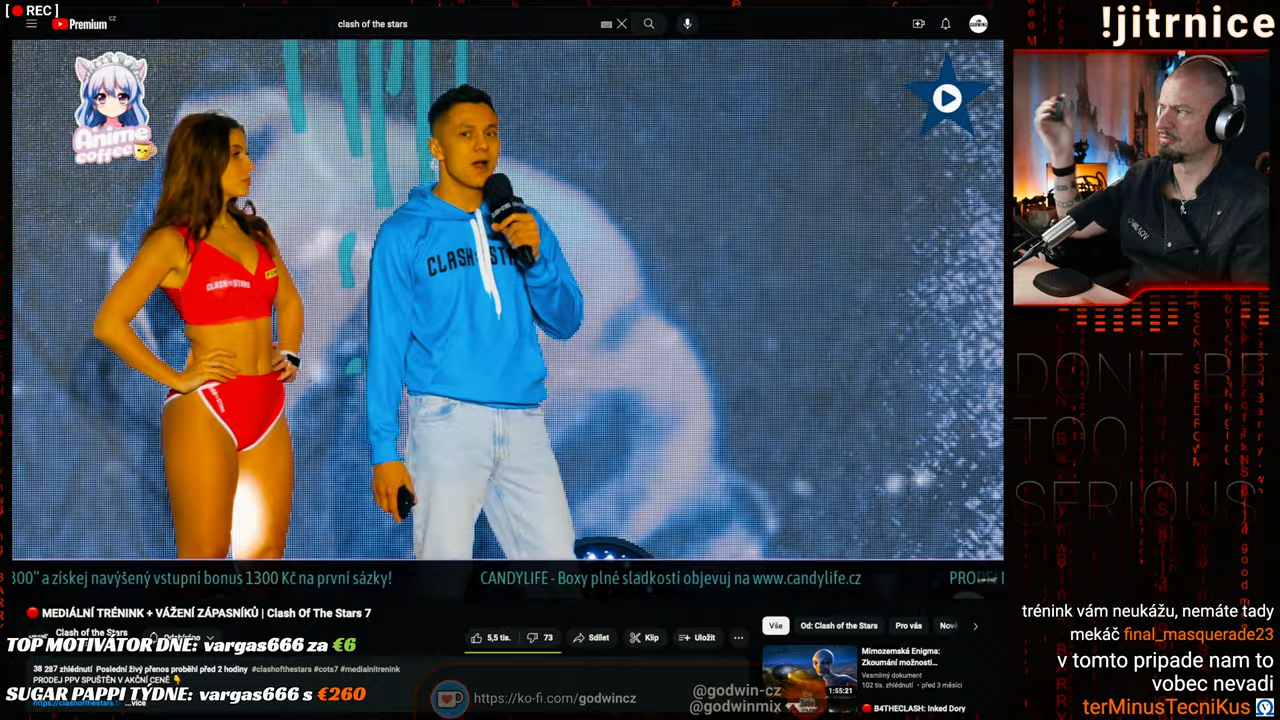 [ REC ]
Premium CZ
clash of the stars
!jitrnice
Anime
coffee
CLASH OF THE STARS
300“ a získej navýšený vstupní bonus 1300 Kč na první sázky!
CANDYLIFE - Boxy plné sladkostí objevuj na www.candylife.cz
MEDIÁLNÍ TRÉNINK + VÁŽENÍ ZÁPASNÍKŮ | Clash Of The Stars 7
Clash of the Stars
5,5 tis.
73
Sdílet
Klip
Uložit
TOP MOTIVÁTOR DNE: vargas666 za €6
38 287 zhlédnutí Poslední živý přenos proběhl před 2 hodiny #clashofthestars #cots7 #medialnitrenink
PRODEJ PPV SPUŠTĚN V AKČNÍ CENĚ
SUGAR PAPPI TÝDNE: vargas666 s €260
...více
https://ko-fi.com/godwincz
@godwin-cz
@godwinmix
Vše
Od: Clash of the Stars
Pro vás
Nově
Mimozemská Enigma:
Zkoumání možnosti...
Vesmírný dokument
102 tis. zhlédnutí • před 3 měsíci
1:55:21
B4THECLASH: Inked Dory
DON'T BE
TOO
SERIOUS
trénink vám neukážu, nemáte tady
mekáč final_masquerade23
v tomto pripade nam to
vobec nevadi
terMinusTecniKus